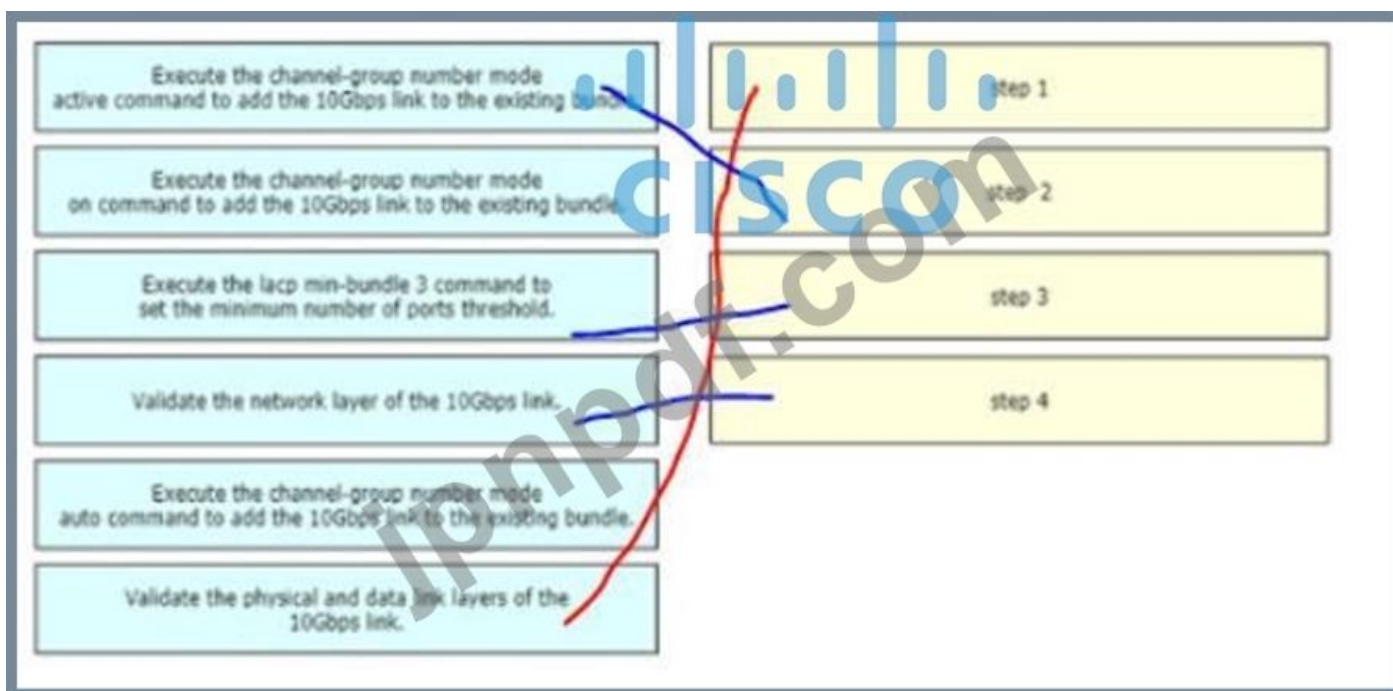 Execute the channel-group number mode
active command to add the 10Gbps link to the existing bundle.
Execute the channel-group number mode
on command to add the 10Gbps link to the existing bundle.
Execute the lacp min-bundle 3 command to
set the minimum number of ports threshold.
Validate the network layer of the 10Gbps link.
Execute the channel-group number mode
auto command to add the 10Gbps link to the existing bundle.
Validate the physical and data link layers of the
10Gbps link.
step 1
step 2
step 3
step 4
CISCO
jpnpdf.com